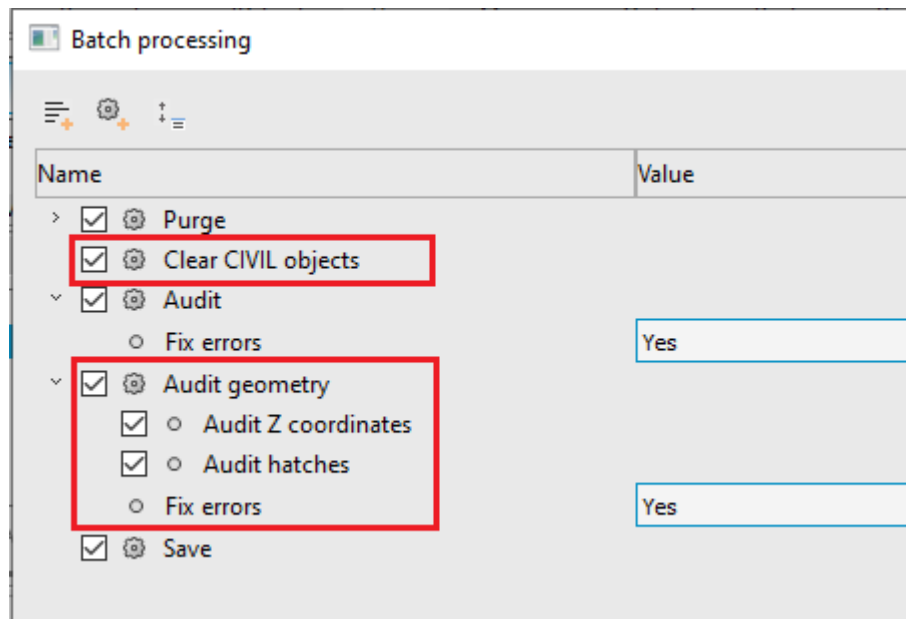 Batch processing
Name Value
Purge
Clear CIVIL objects
Audit
Fix errors Yes
Audit geometry
Audit Z coordinates
Audit hatches
Fix errors Yes
Save